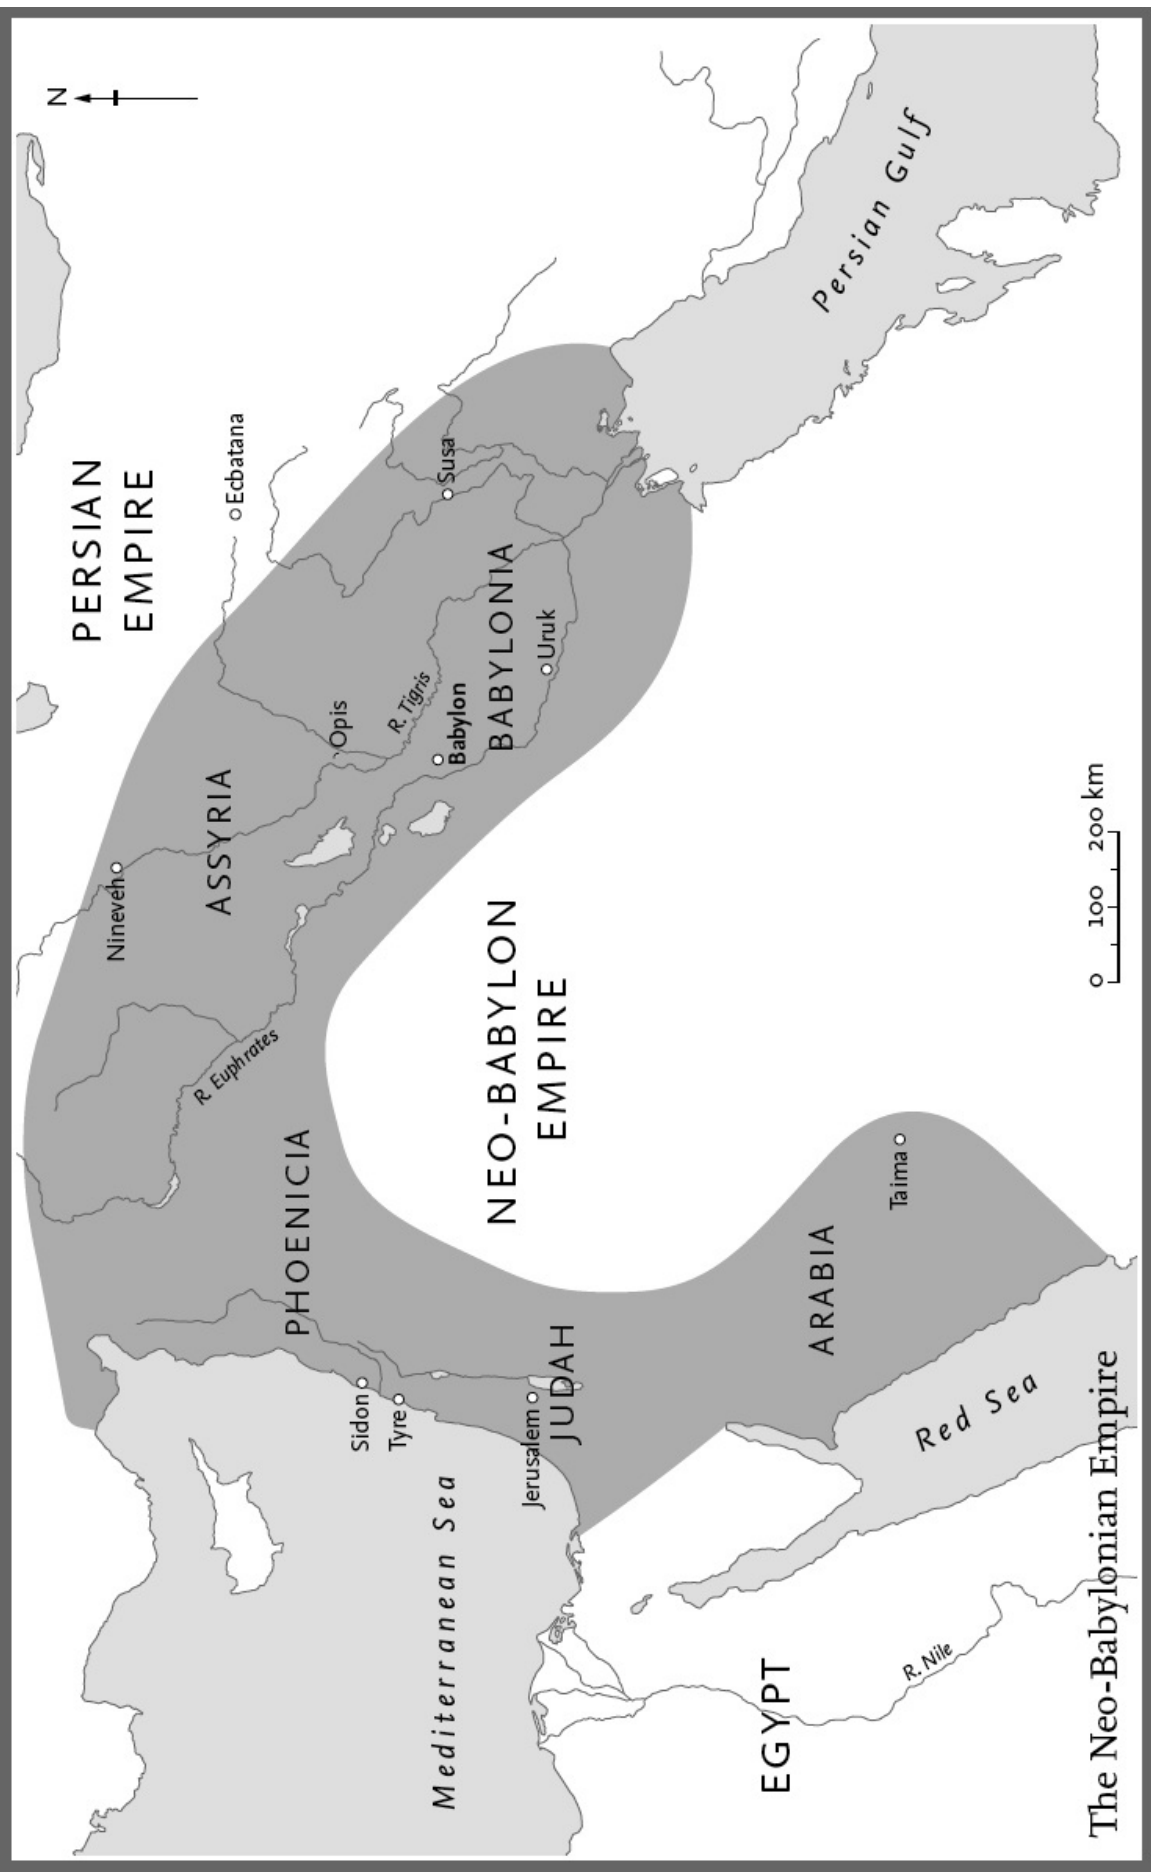 N
PERSIAN
EMPIRE
Ecbatana
Nineveh
ASSYRIA
Opis
Susa
R. Tigris
R. Euphrates
Babylon
BABYLONIA
Uruk
PHOENICIA
Sidon
Tyre
Mediterranean Sea
Jerusalem
JUDAH
NEO-BABYLON
EMPIRE
Persian Gulf
EGYPT
ARABIA
Taima
R. Nile
Red Sea
0 100 200 km
The Neo-Babylonian Empire